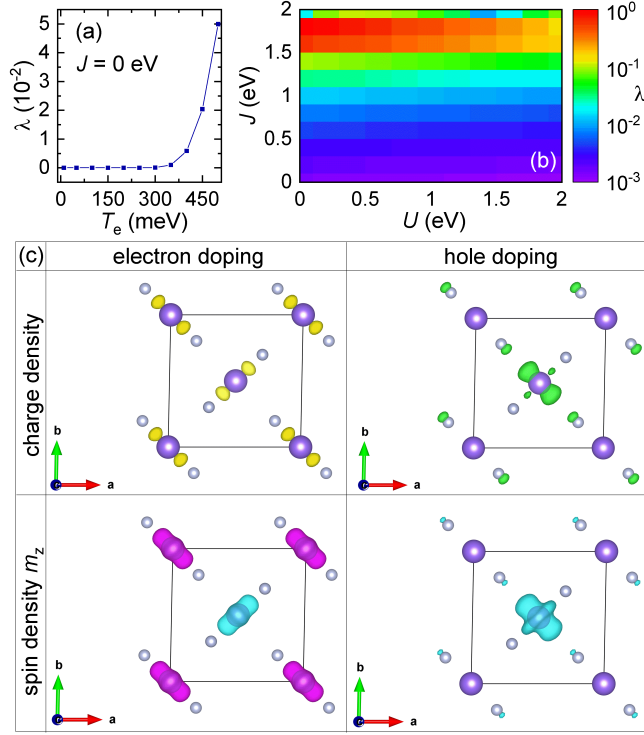 (a)
J = 0 eV
λ (10⁻²)
5
4
3
2
1
0
0 150 300 450
Tₑ (meV)
J (eV)
2
1.5
1
0.5
0
(b)
0 0.5 1 1.5 2
U (eV)
10⁰
10⁻¹
λ
10⁻²
10⁻³
(c) electron doping hole doping
charge density
b a
b a
spin density m_z
b a
b a